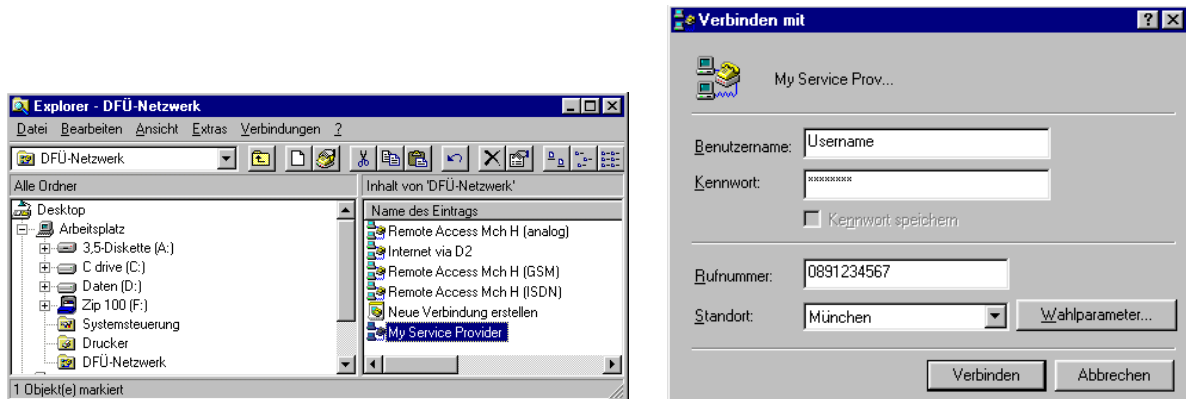 Explorer - DFÜ-Netzwerk
Datei Bearbeiten Ansicht Extras Verbindungen ?
DFÜ-Netzwerk
Alle Ordner
Inhalt von 'DFÜ-Netzwerk'
Desktop
Arbeitsplatz
3,5-Diskette (A:)
C drive (C:)
Daten (D:)
Zip 100 (F:)
Systemsteuerung
Drucker
DFÜ-Netzwerk
Name des Eintrags
Remote Access Mch H (analog)
Internet via D2
Remote Access Mch H (GSM)
Remote Access Mch H (ISDN)
Neue Verbindung erstellen
My Service Provider
1 Objekt(e) markiert
Verbinden mit
My Service Prov...
Benutzername: Username
Kennwort: ********
Kennwort speichern
Rufnummer: 0891234567
Standort: München Wahlparameter...
Verbinden Abbrechen